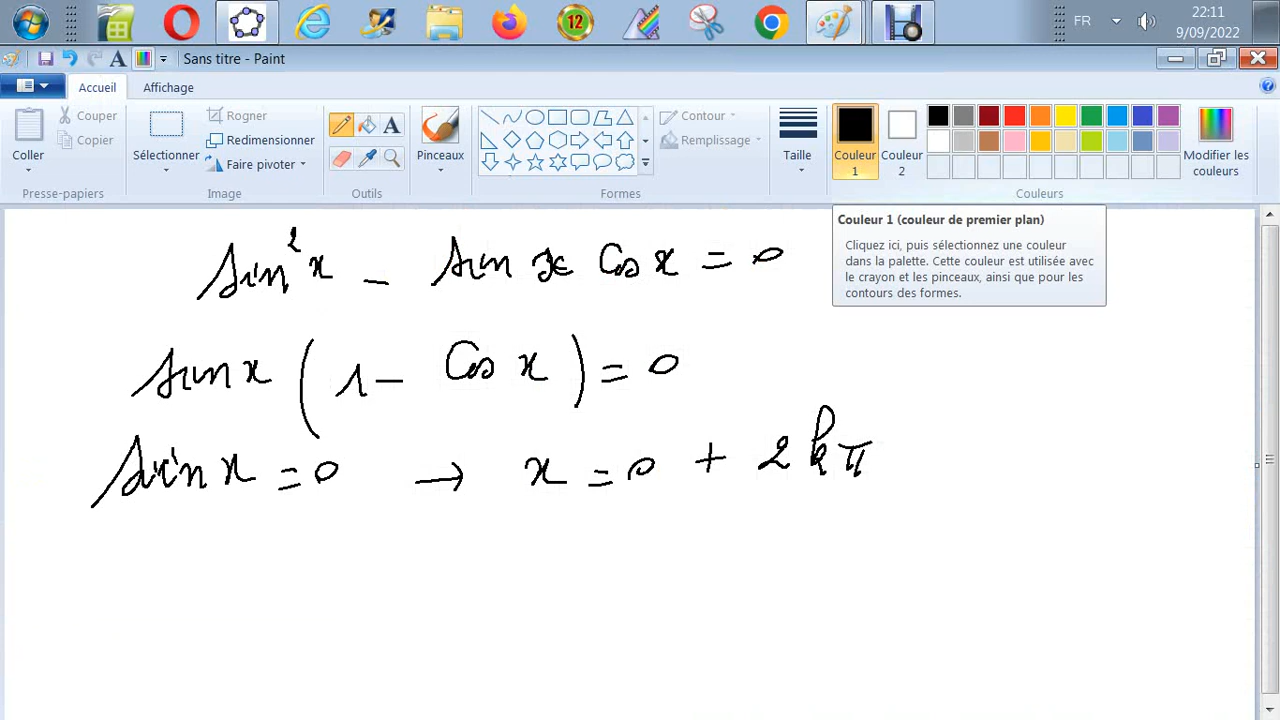 FR
22:11
9/09/2022
12
Sans titre - Paint
Accueil
Affichage
Coller
Couper
Copier
Presse-papiers
Sélectionner
Rogner
Redimensionner
Faire pivoter
Image
A
Outils
Pinceaux
Contour
Remplissage
Formes
Taille
Couleur 1
Couleur 2
Modifier les couleurs
Couleurs
Couleur 1 (couleur de premier plan)
Cliquez ici, puis sélectionnez une couleur
dans la palette. Cette couleur est utilisée avec
le crayon et les pinceaux, ainsi que pour les
contours des formes.
sin²x - sin x cos x = 0
sin x (1 - cos x) = 0
sin x = 0 → x = 0 + 2kπ